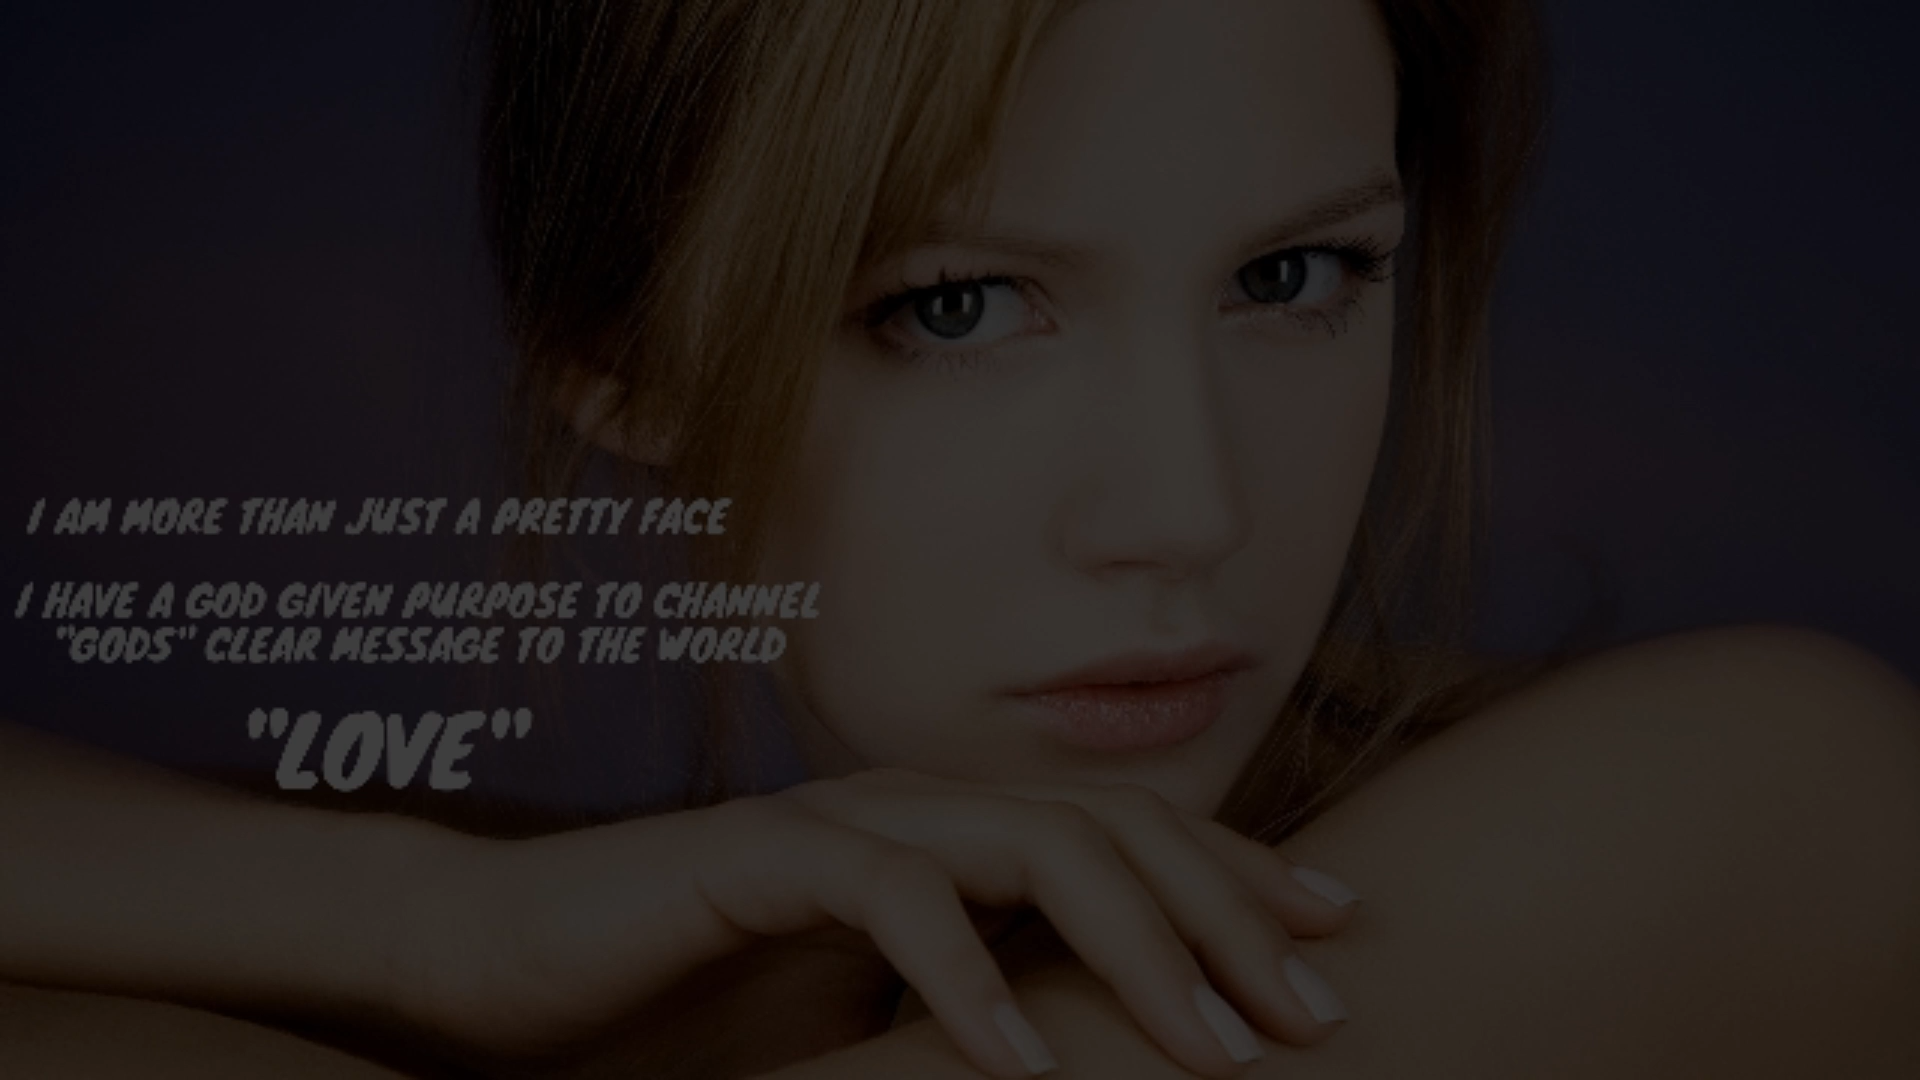 I AM MORE THAN JUST A PRETTY FACE
I HAVE A GOD GIVEN PURPOSE TO CHANNEL
"GODS" CLEAR MESSAGE TO THE WORLD
"LOVE"